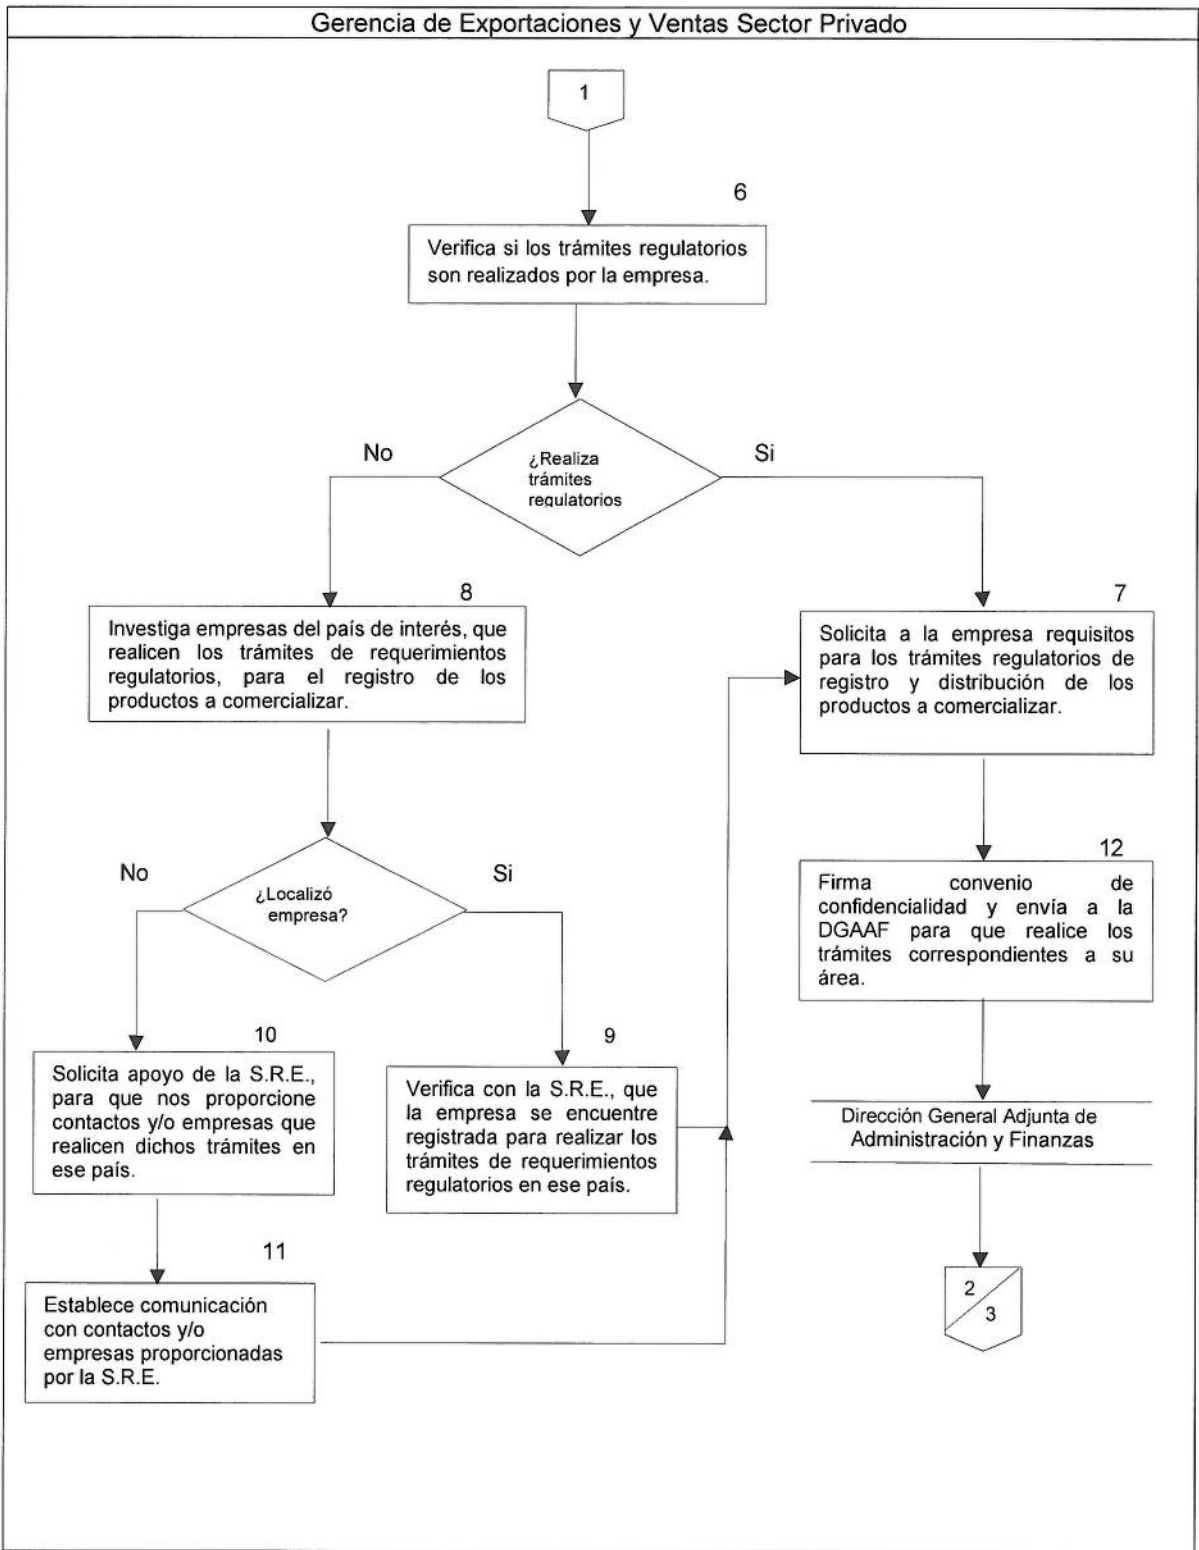 Gerencia de Exportaciones y Ventas Sector Privado
1
6
Verifica si los trámites regulatorios
son realizados por la empresa.
¿Realiza
trámites
regulatorios
No
Si
8
Investiga empresas del país de interés, que
realicen los trámites de requerimientos
regulatorios, para el registro de los
productos a comercializar.
7
Solicita a la empresa requisitos
para los trámites regulatorios de
registro y distribución de los
productos a comercializar.
¿Localizó
empresa?
No
Si
12
Firma convenio de
confidencialidad y envía a la
DGAAF para que realice los
trámites correspondientes a su
área.
10
Solicita apoyo de la S.R.E.,
para que nos proporcione
contactos y/o empresas que
realicen dichos trámites en
ese país.
9
Verifica con la S.R.E., que
la empresa se encuentre
registrada para realizar los
trámites de requerimientos
regulatorios en ese país.
Dirección General Adjunta de
Administración y Finanzas
11
Establece comunicación
con contactos y/o
empresas proporcionadas
por la S.R.E.
2
3